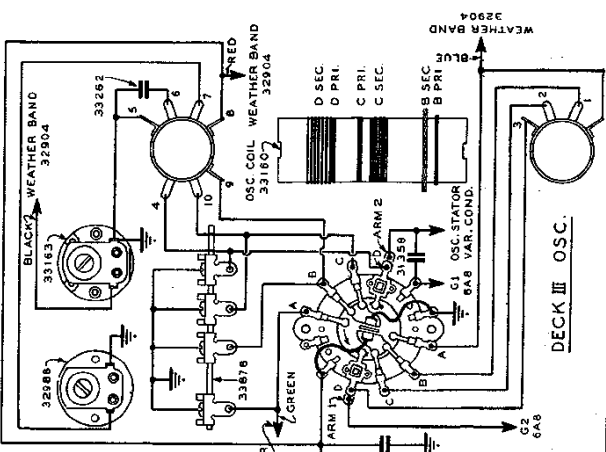 WEATHER BAND
32904
BLUE
RED
WEATHER BAND
32904
33262
5
6
7
8
9
10
4
OSC. COIL
33160
D SEC.
D PRI.
C PRI.
C SEC.
B SEC.
B PRI
1
2
3
BLACK
WEATHER BAND
32904
33163
32988
33878
GREEN
A
B
C
D
ARM 2
31358
OSC. STATOR
VAR. COND.
G1
6A8
A
B
C
D
ARM 1
G2
6A8
DECK III OSC.